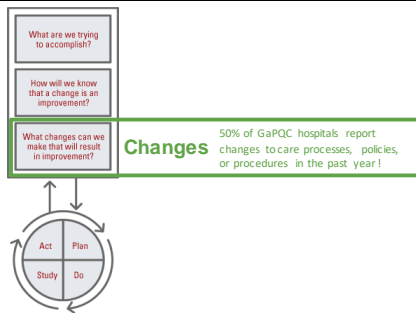 What are we trying
to accomplish?
How will we know
that a change is an
improvement?
What changes can we
make that will result
in improvement?
Changes
50% of GaPQC hospitals report
changes to care processes, policies,
or procedures in the past year!
Act
Plan
Study
Do